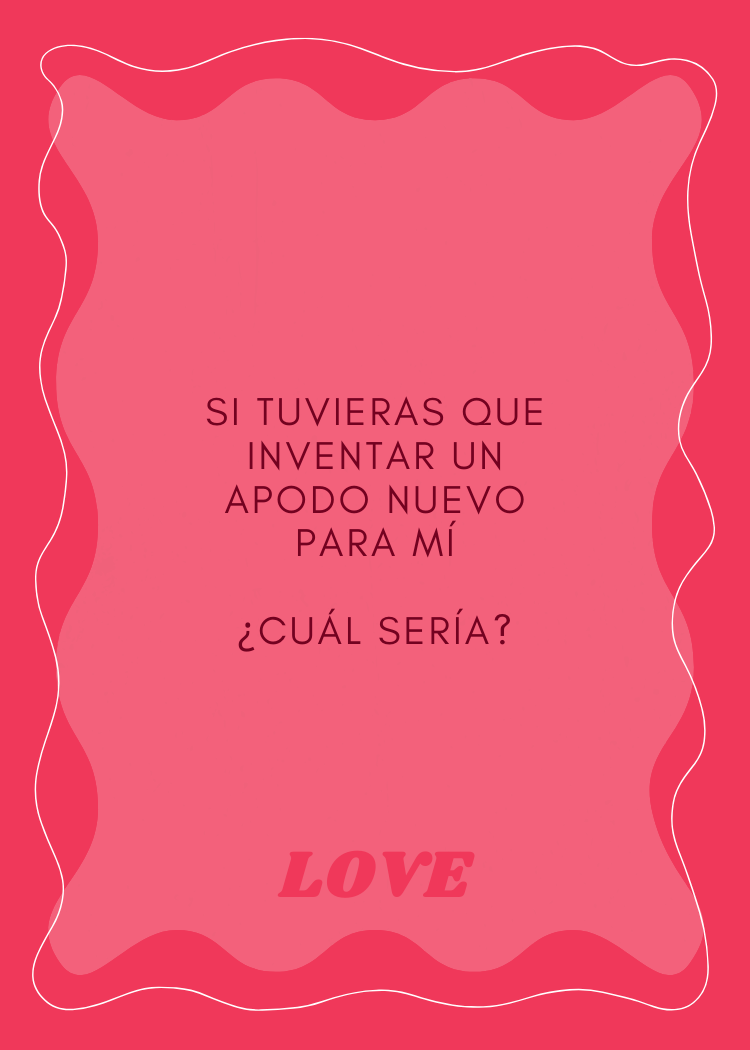 SI TUVIERAS QUE
INVENTAR UN
APODO NUEVO
PARA MÍ
¿CUÁL SERÍA?
LOVE